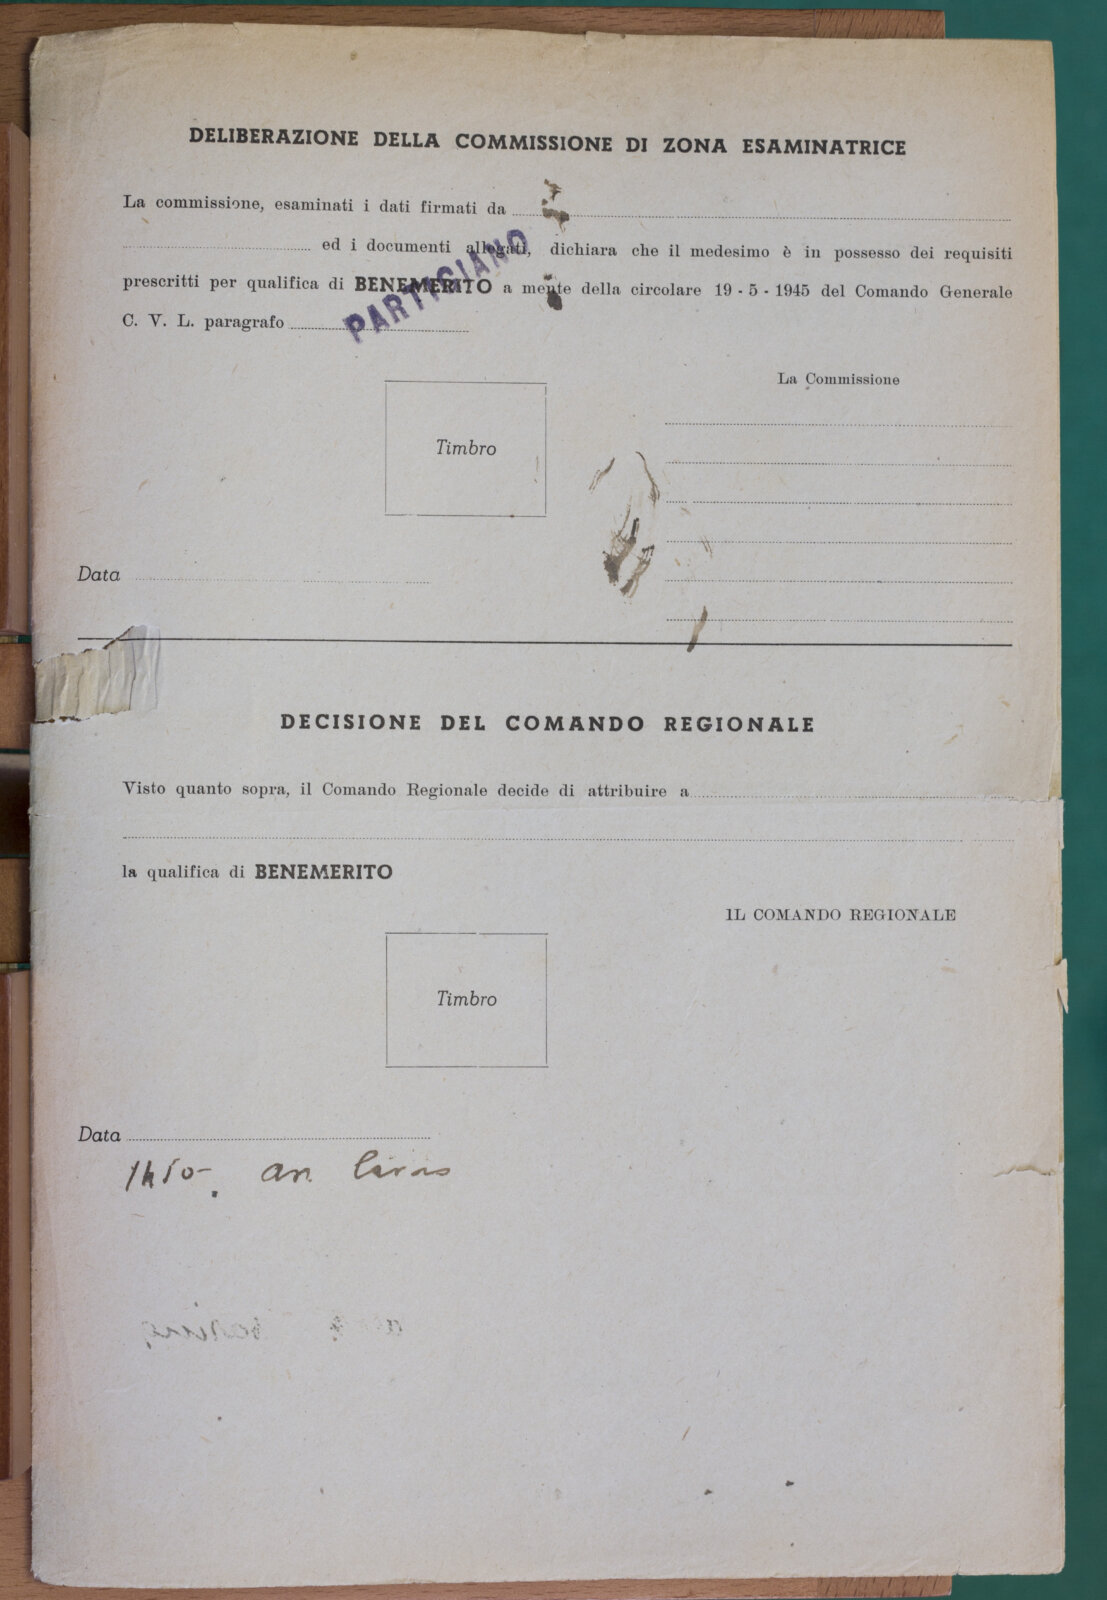 DELIBERAZIONE DELLA COMMISSIONE DI ZONA ESAMINATRICE
La commissione, esaminati i dati firmati da
ed i documenti allegati, dichiara che il medesimo è in possesso dei requisiti
prescritti per qualifica di BENEMERITO a mente della circolare 19 - 5 - 1945 del Comando Generale
C. V. L. paragrafo
PARTIGIANO
La Commissione
Timbro
Data
DECISIONE DEL COMANDO REGIONALE
Visto quanto sopra, il Comando Regionale decide di attribuire a
la qualifica di BENEMERITO
IL COMANDO REGIONALE
Timbro
Data